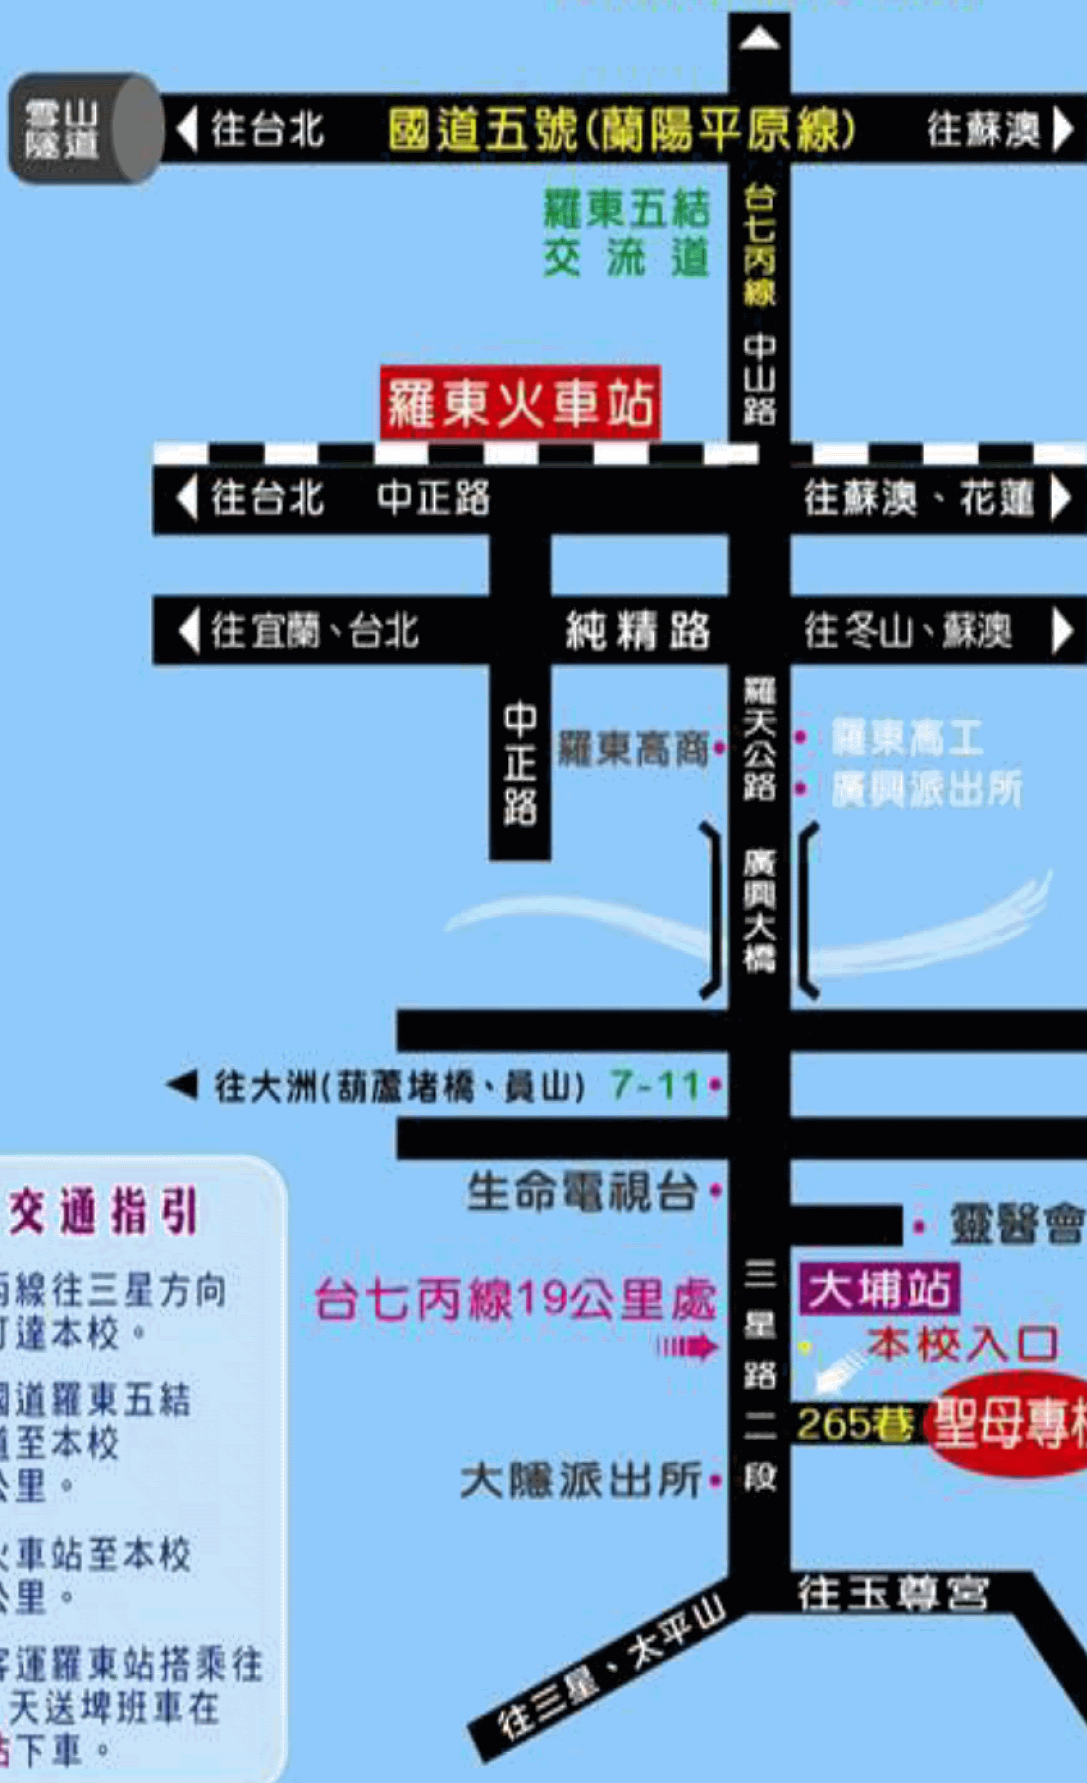 雪山
隧道
往台北
國道五號(蘭陽平原線)
往蘇澳
羅東五結
交流道
台七丙線
中山路
羅東火車站
往台北
中正路
往蘇澳、花蓮
往宜蘭、台北
純精路
往冬山、蘇澳
中正路
羅東高商
羅天公路
羅東高工
廣興派出所
廣興大橋
往大洲(葫蘆堵橋、員山)
7-11
生命電視台
靈醫會
台七丙線19公里處
三星路二段
大埔站
本校入口
265巷
聖母專校
大隱派出所
往玉尊宮
往三星、太平山
交通指引
丙線往三星方向
可達本校。
國道羅東五結
道至本校
公里。
火車站至本校
公里。
客運羅東站搭乘往
天送埤班車在
站下車。